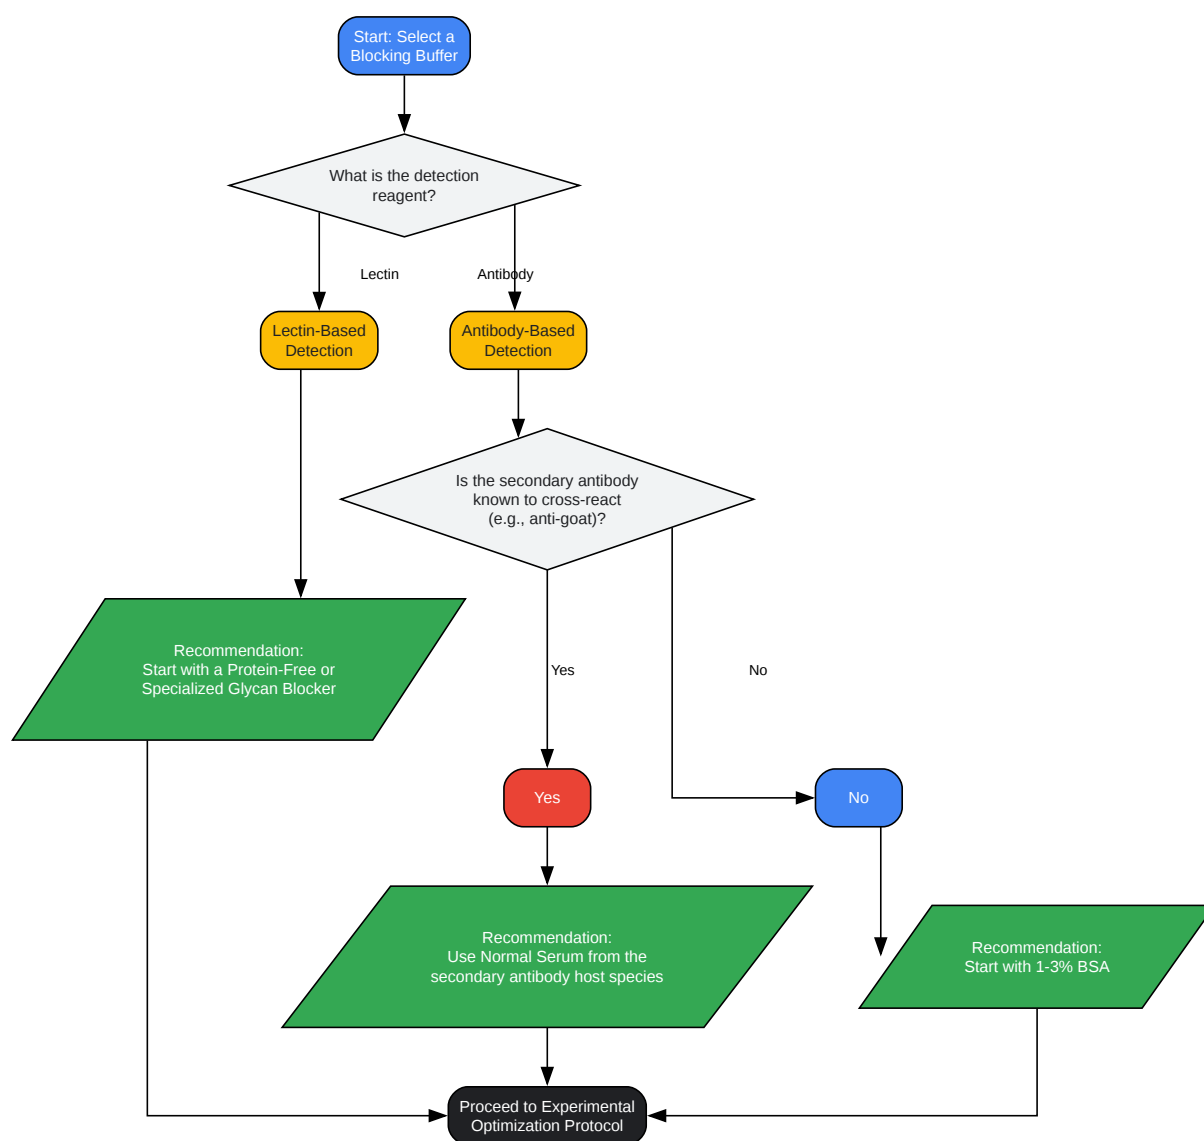 Start: Select a
Blocking Buffer
What is the detection
reagent?
Lectin
Antibody
Lectin-Based
Detection
Antibody-Based
Detection
Is the secondary antibody
known to cross-react
(e.g., anti-goat)?
Recommendation:
Start with a Protein-Free or
Specialized Glycan Blocker
Yes
No
Yes
No
Recommendation:
Use Normal Serum from the
secondary antibody host species
Recommendation:
Start with 1-3% BSA
Proceed to Experimental
Optimization Protocol